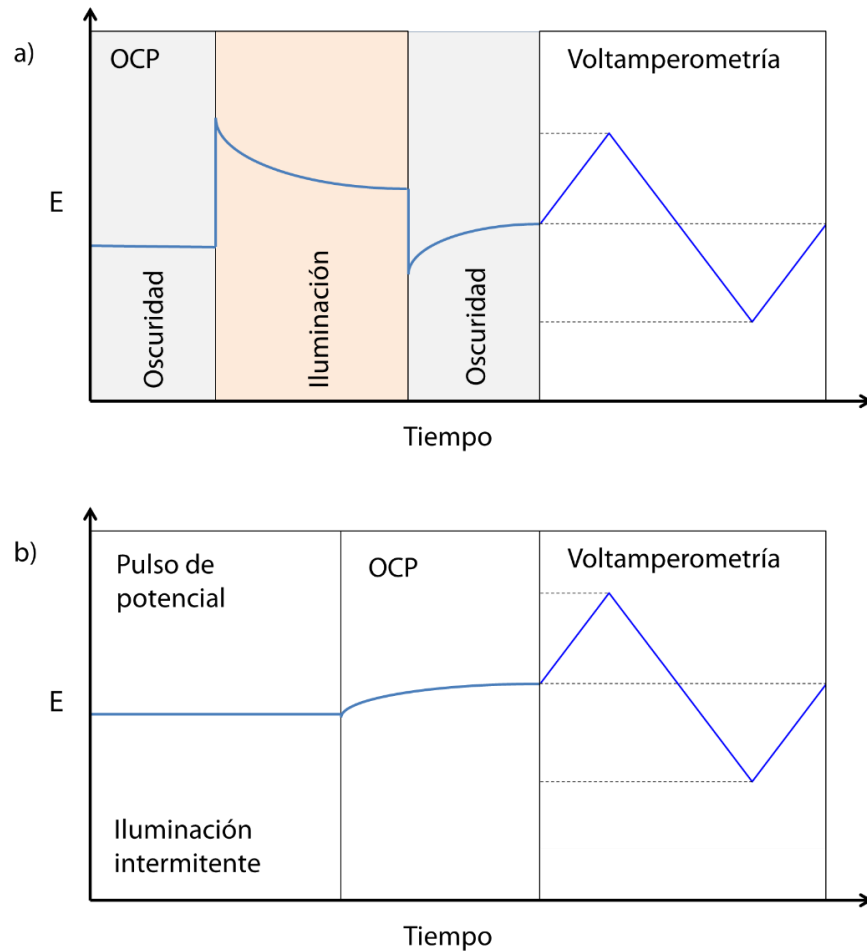 a)
OCP
Voltamperometría
E
Oscuridad
Iluminación
Oscuridad
Tiempo
b)
Pulso de
potencial
OCP
Voltamperometría
E
Iluminación
intermitente
Tiempo